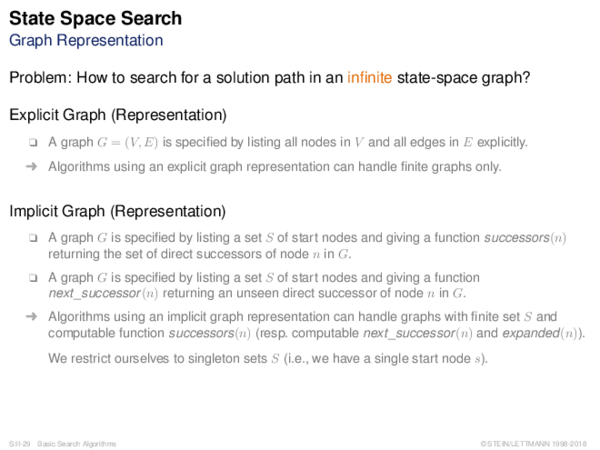 State Space Search
Graph Representation
Problem: How to search for a solution path in an infinite state-space graph?
Explicit Graph (Representation)
❑ A graph G = (V, E) is specified by listing all nodes in V and all edges in E explicitly.
➜ Algorithms using an explicit graph representation can handle finite graphs only.
Implicit Graph (Representation)
❑ A graph G is specified by listing a set S of start nodes and giving a function successors(n)
returning the set of direct successors of node n in G.
❑ A graph G is specified by listing a set S of start nodes and giving a function
next_successor(n) returning an unseen direct successor of node n in G.
➜ Algorithms using an implicit graph representation can handle graphs with finite set S and
computable function successors(n) (resp. computable next_successor(n) and expanded(n)).
We restrict ourselves to singleton sets S (i.e., we have a single start node s).
S:II-29 Basic Search Algorithms
© STEIN/LETTMANN 1998-2018